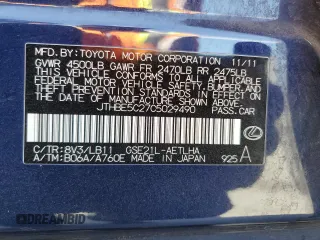 MFD.BY: TOYOTA MOTOR CORPORATION 11/11
GVWR 4500LB GAWR FR 2470LB RR 2475LB
THIS VEHICLE CONFORMS TO ALL APPLICABLE
FEDERAL MOTOR VEHICLE SAFETY, BUMPER, AND
THEFT PREVENTION STANDARDS IN EFFECT ON
THE DATE OF MANUFACTURE SHOWN ABOVE.
JTHBE5C27C5029490 PASS.CAR
C/TR: 8V3/LB11 GSE21L-AETLHA
A/TM: B06A/A760E MADE IN JAPAN 925 A
© IDRIVEANDBID